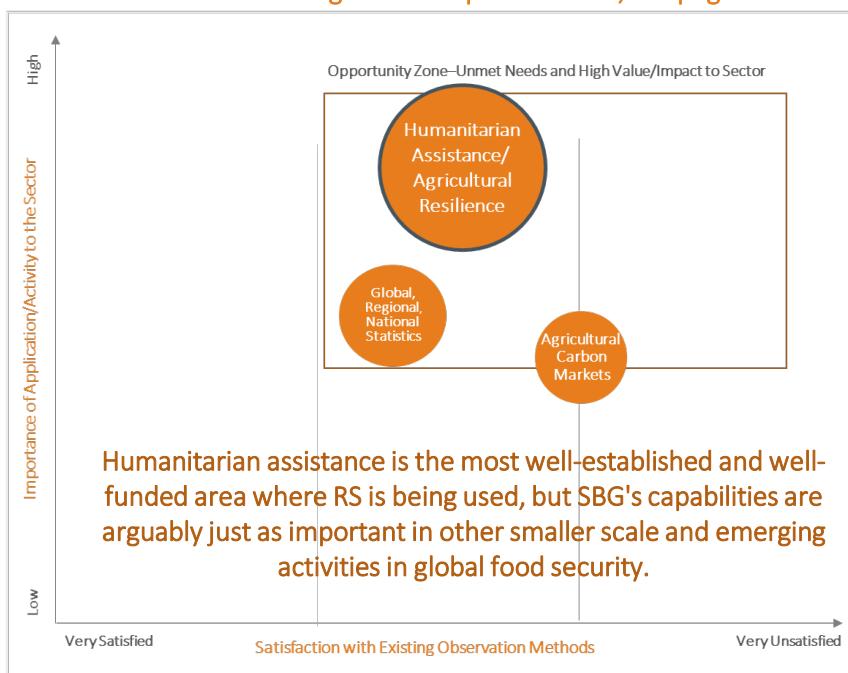 High
Opportunity Zone–Unmet Needs and High Value/Impact to Sector
Humanitarian
Assistance/
Agricultural
Resilience
Global,
Regional,
National
Statistics
Agricultural
Carbon
Markets
Importance of Application/Activity to the Sector
Humanitarian assistance is the most well-established and well-
funded area where RS is being used, but SBG's capabilities are
arguably just as important in other smaller scale and emerging
activities in global food security.
Low
Very Satisfied
Satisfaction with Existing Observation Methods
Very Unsatisfied